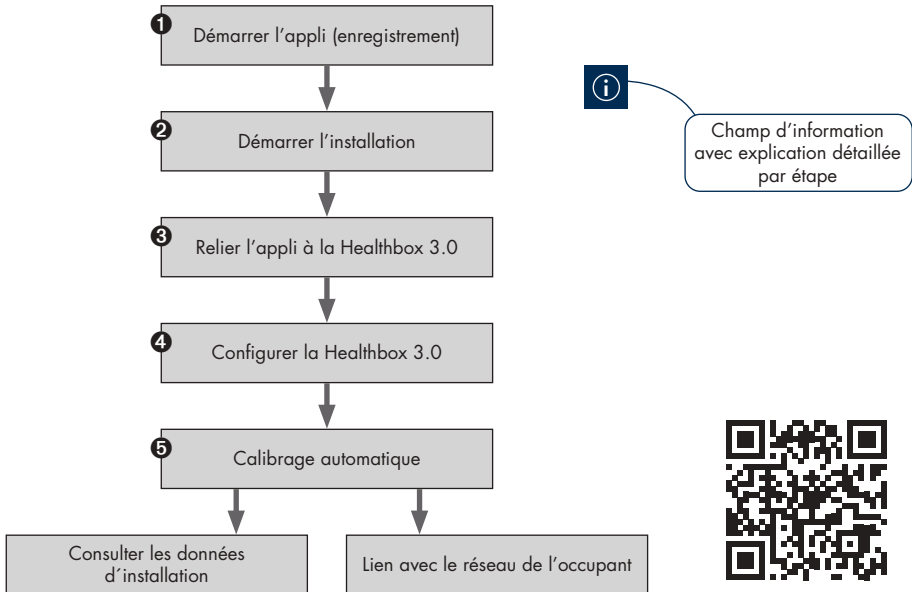 ❶ Démarrer l'appli (enregistrement)
❷ Démarrer l'installation
Champ d'information
avec explication détaillée
par étape
❸ Relier l'appli à la Healthbox 3.0
❹ Configurer la Healthbox 3.0
❺ Calibrage automatique
Consulter les données
d'installation
Lien avec le réseau de l'occupant